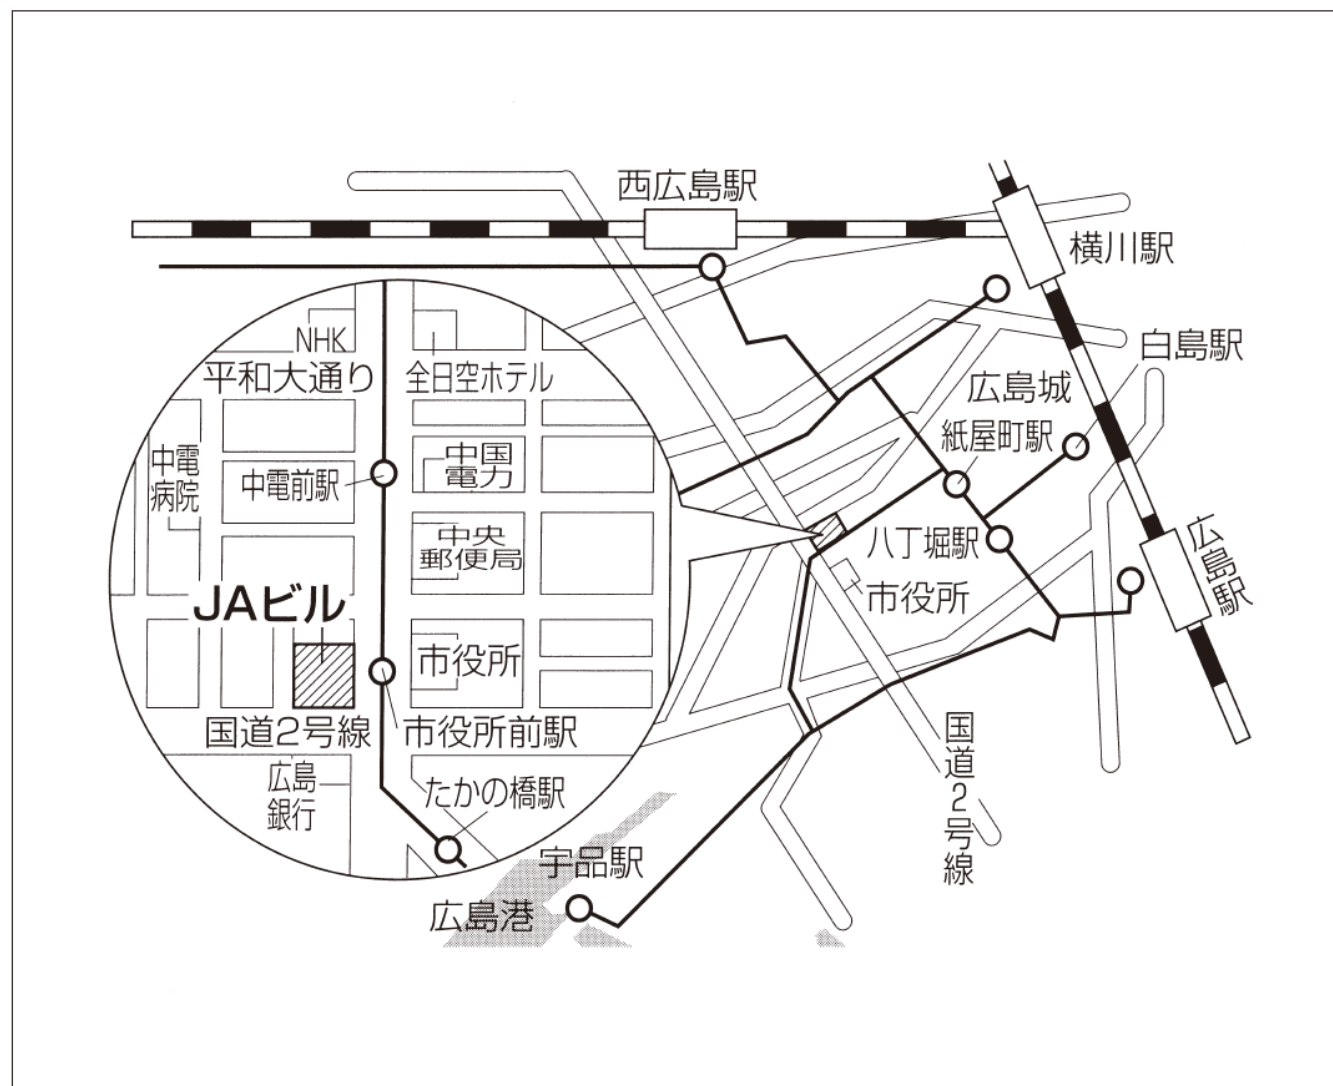 西広島駅
横川駅
白島駅
広島城
紙屋町駅
八丁堀駅
広島駅
市役所
国道2号線
宇品駅
広島港
NHK
平和大通り
全日空ホテル
中電
病院
中電前駅
中国
電力
中央
郵便局
JAビル
市役所
国道2号線
市役所前駅
広島
銀行
たかの橋駅